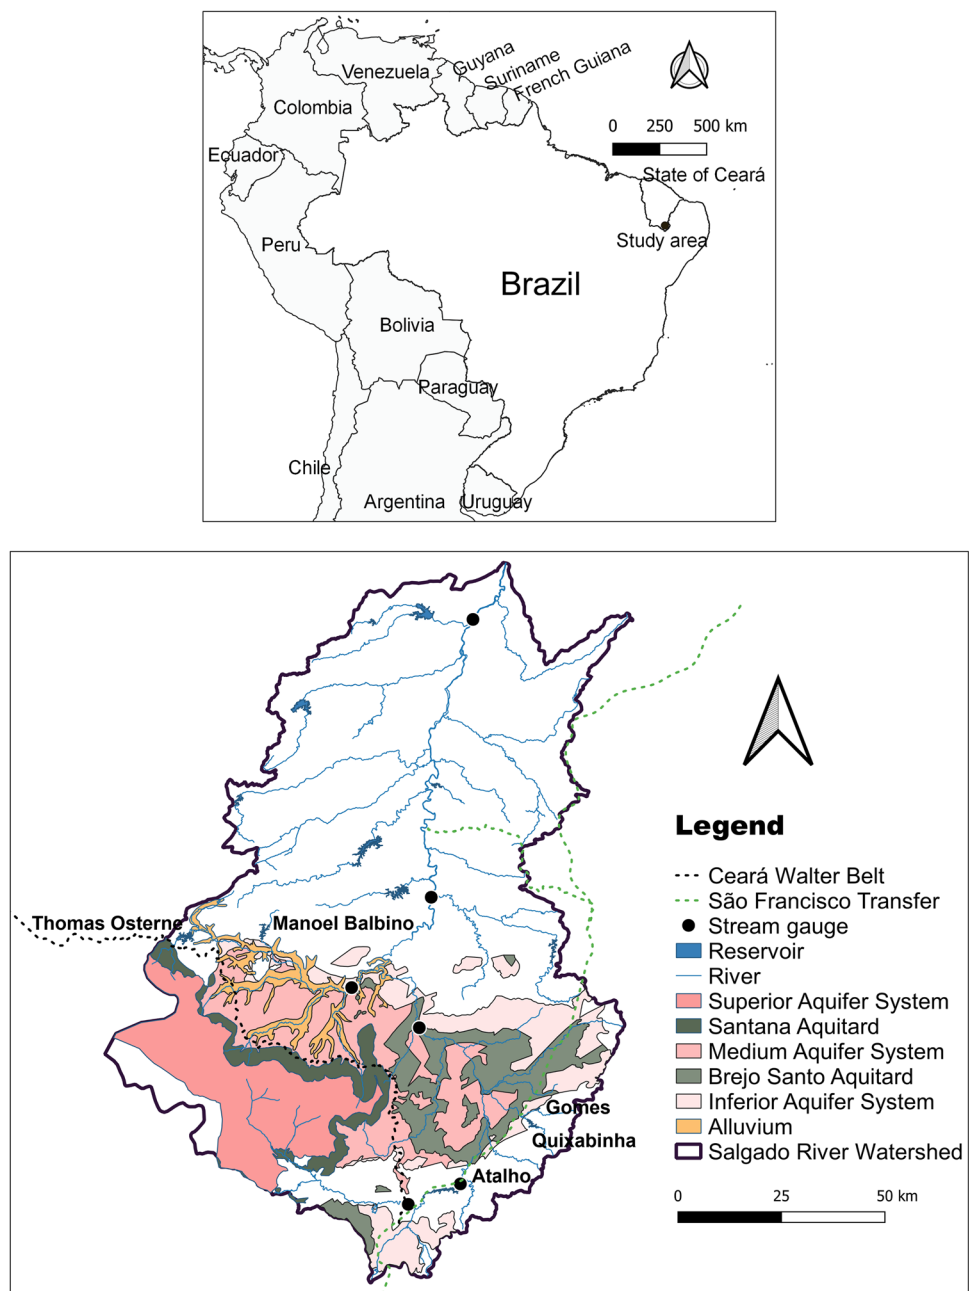 Guyana
Suriname
French Guiana
Venezuela
Colombia
0 250 500 km
Ecuador
State of Ceará
Peru
Study area
Brazil
Bolivia
Paraguay
Chile
Argentina
Uruguay
Legend
Ceará Walter Belt
São Francisco Transfer
Stream gauge
Reservoir
River
Superior Aquifer System
Santana Aquitard
Medium Aquifer System
Brejo Santo Aquitard
Inferior Aquifer System
Alluvium
Salgado River Watershed
0 25 50 km
Thomas Osterne
Manoel Balbino
Gomes
Quixabinha
Atalho